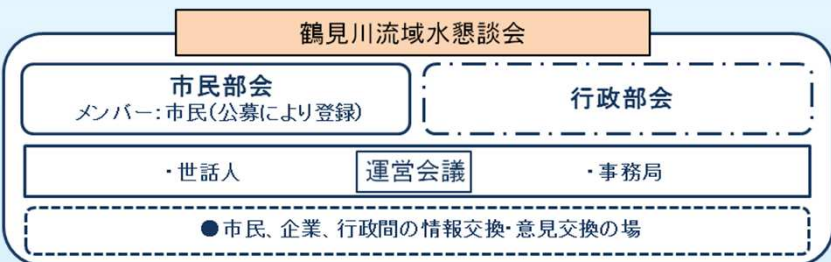 鶴見川流域水懇談会
市民部会
メンバー:市民(公募により登録)
行政部会
・世話人
運営会議
・事務局
●市民、企業、行政間の情報交換・意見交換の場